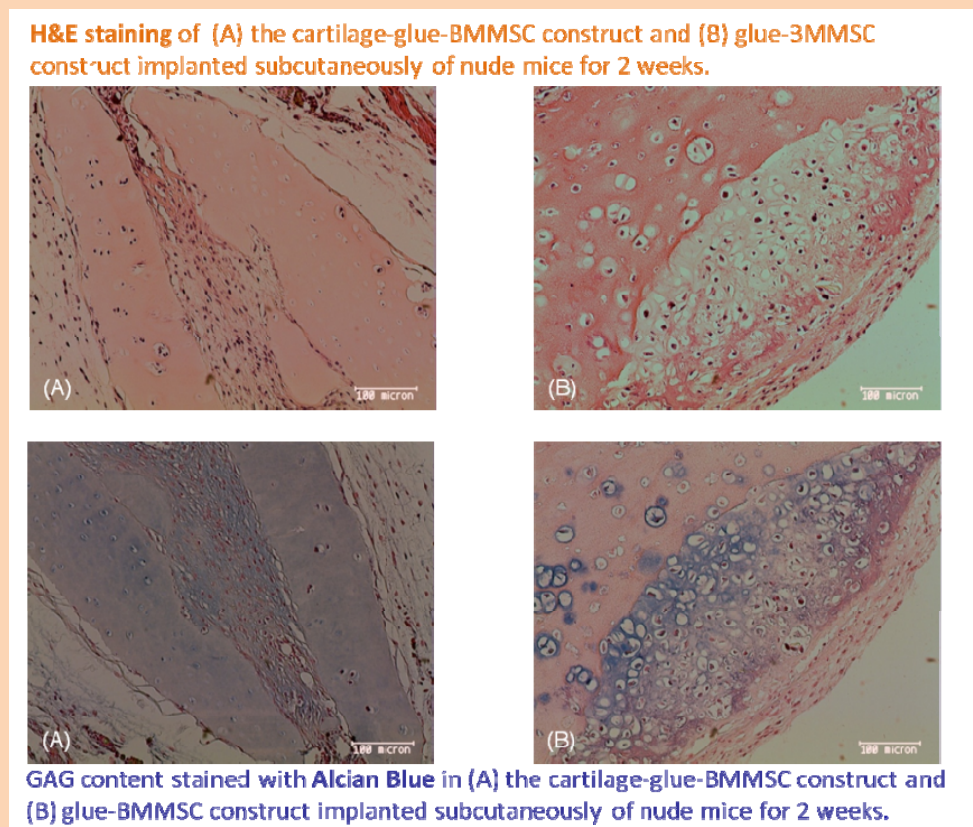 H&E staining of (A) the cartilage-glue-BMMSC construct and (B) glue-3MMSC
construct implanted subcutaneously of nude mice for 2 weeks.
(A)
100 micron
(B)
100 micron
(A)
100 micron
(B)
100 micron
GAG content stained with Alcian Blue in (A) the cartilage-glue-BMMSC construct and
(B) glue-BMMSC construct implanted subcutaneously of nude mice for 2 weeks.